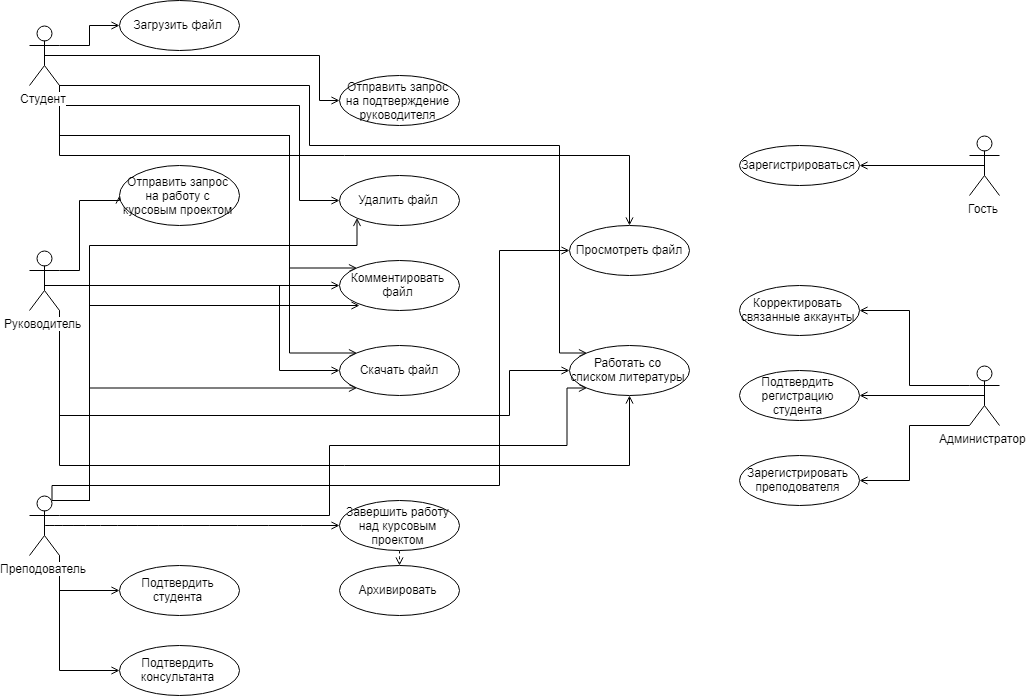 Загрузить файл
Студент
Отправить запрос
на подтверждение
руководителя
Зарегистрироваться
Гость
Отправить запрос
на работу с
курсовым проектом
Удалить файл
Просмотреть файл
Комментировать
файл
Руководитель
Корректировать
связанные аккаунты
Скачать файл
Работать со
списком литературы
Подтвердить
регистрацию
студента
Администратор
Зарегистрировать
преподователя
Завершить работу
над курсовым
проектом
Преподователь
Подтвердить
студента
Архивировать
Подтвердить
консультанта